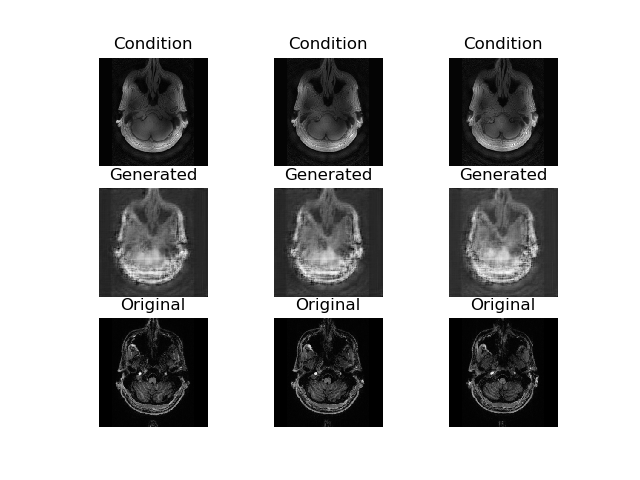 Condition Condition Condition
Generated Generated Generated
Original Original Original